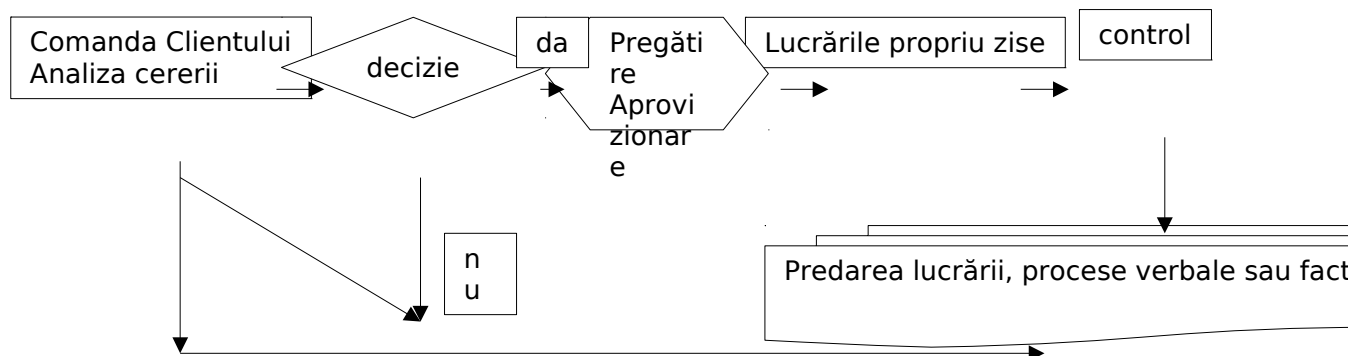 Comanda Clientului
Analiza cererii
decizie
da
Pregăti
re
Aprovi
zionar
e
Lucrările propriu zise
control
n
u
Predarea lucrării, procese verbale sau fact